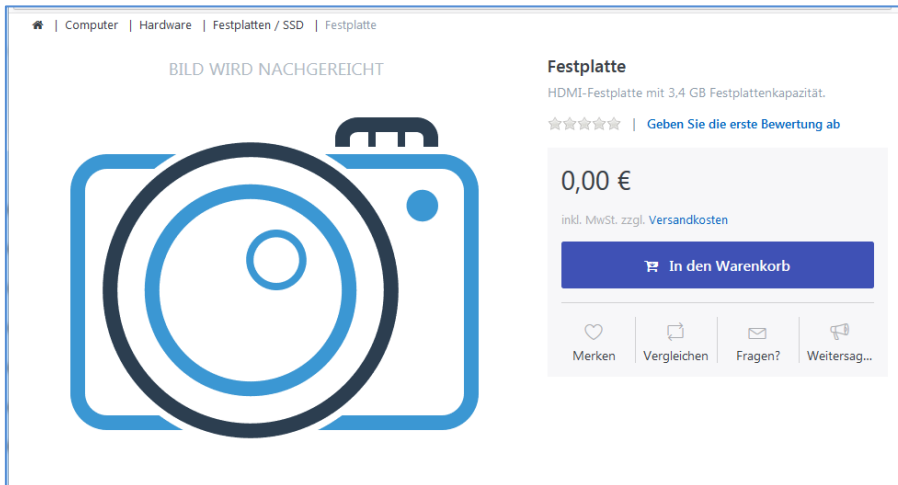 Computer | Hardware | Festplatten / SSD | Festplatte
BILD WIRD NACHGEREICHT
Festplatte
HDMI-Festplatte mit 3,4 GB Festplattenkapazität.
| Geben Sie die erste Bewertung ab
0,00 €
inkl. MwSt. zzgl. Versandkosten
In den Warenkorb
Merken
Vergleichen
Fragen?
Weitersag...